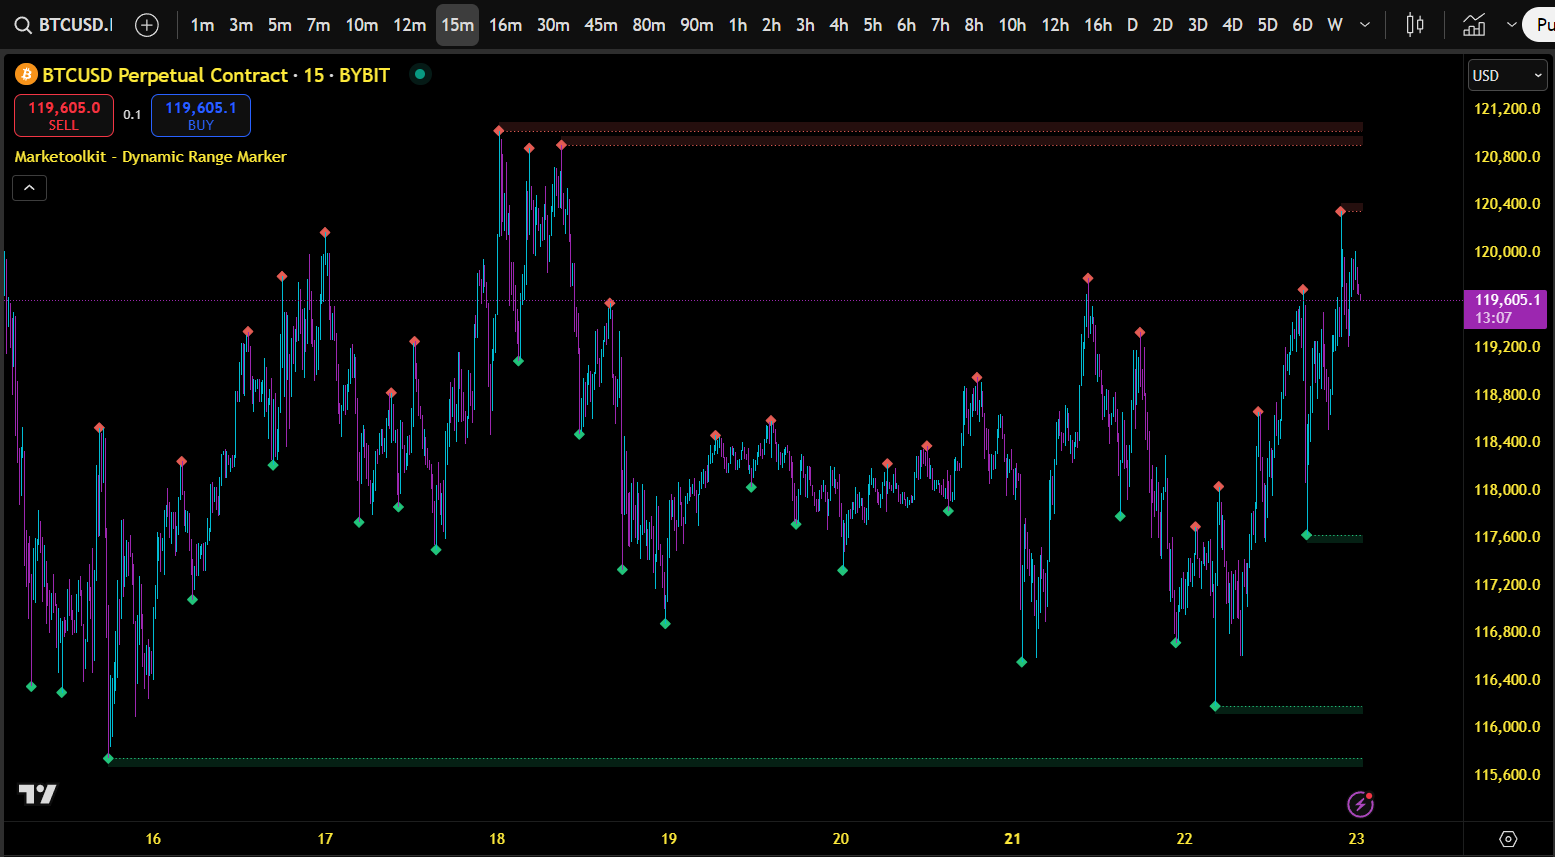 BTCUSD.I 1m 3m 5m 7m 10m 12m 15m 16m 30m 45m 80m 90m 1h 2h 3h 4h 5h 6h 7h 8h 10h 12h 16h D 2D 3D 4D 5D 6D W Pu
BTCUSD Perpetual Contract · 15 · BYBIT
USD
119,605.0
SELL
0.1
119,605.1
BUY
Marketoolkit - Dynamic Range Marker
121,200.0
120,800.0
120,400.0
120,000.0
119,605.1
13:07
119,200.0
118,800.0
118,400.0
118,000.0
117,600.0
117,200.0
116,800.0
116,400.0
116,000.0
115,600.0
16 17 18 19 20 21 22 23